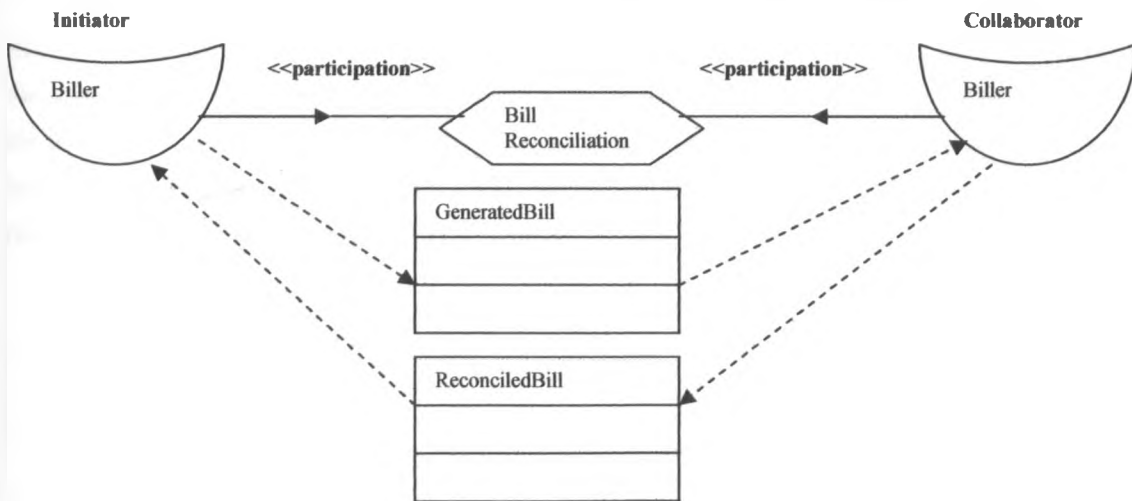 Initiator
Collaborator
<<participation>>
<<participation>>
Biller
Biller
Bill
Reconciliation
GeneratedBill
ReconciledBill